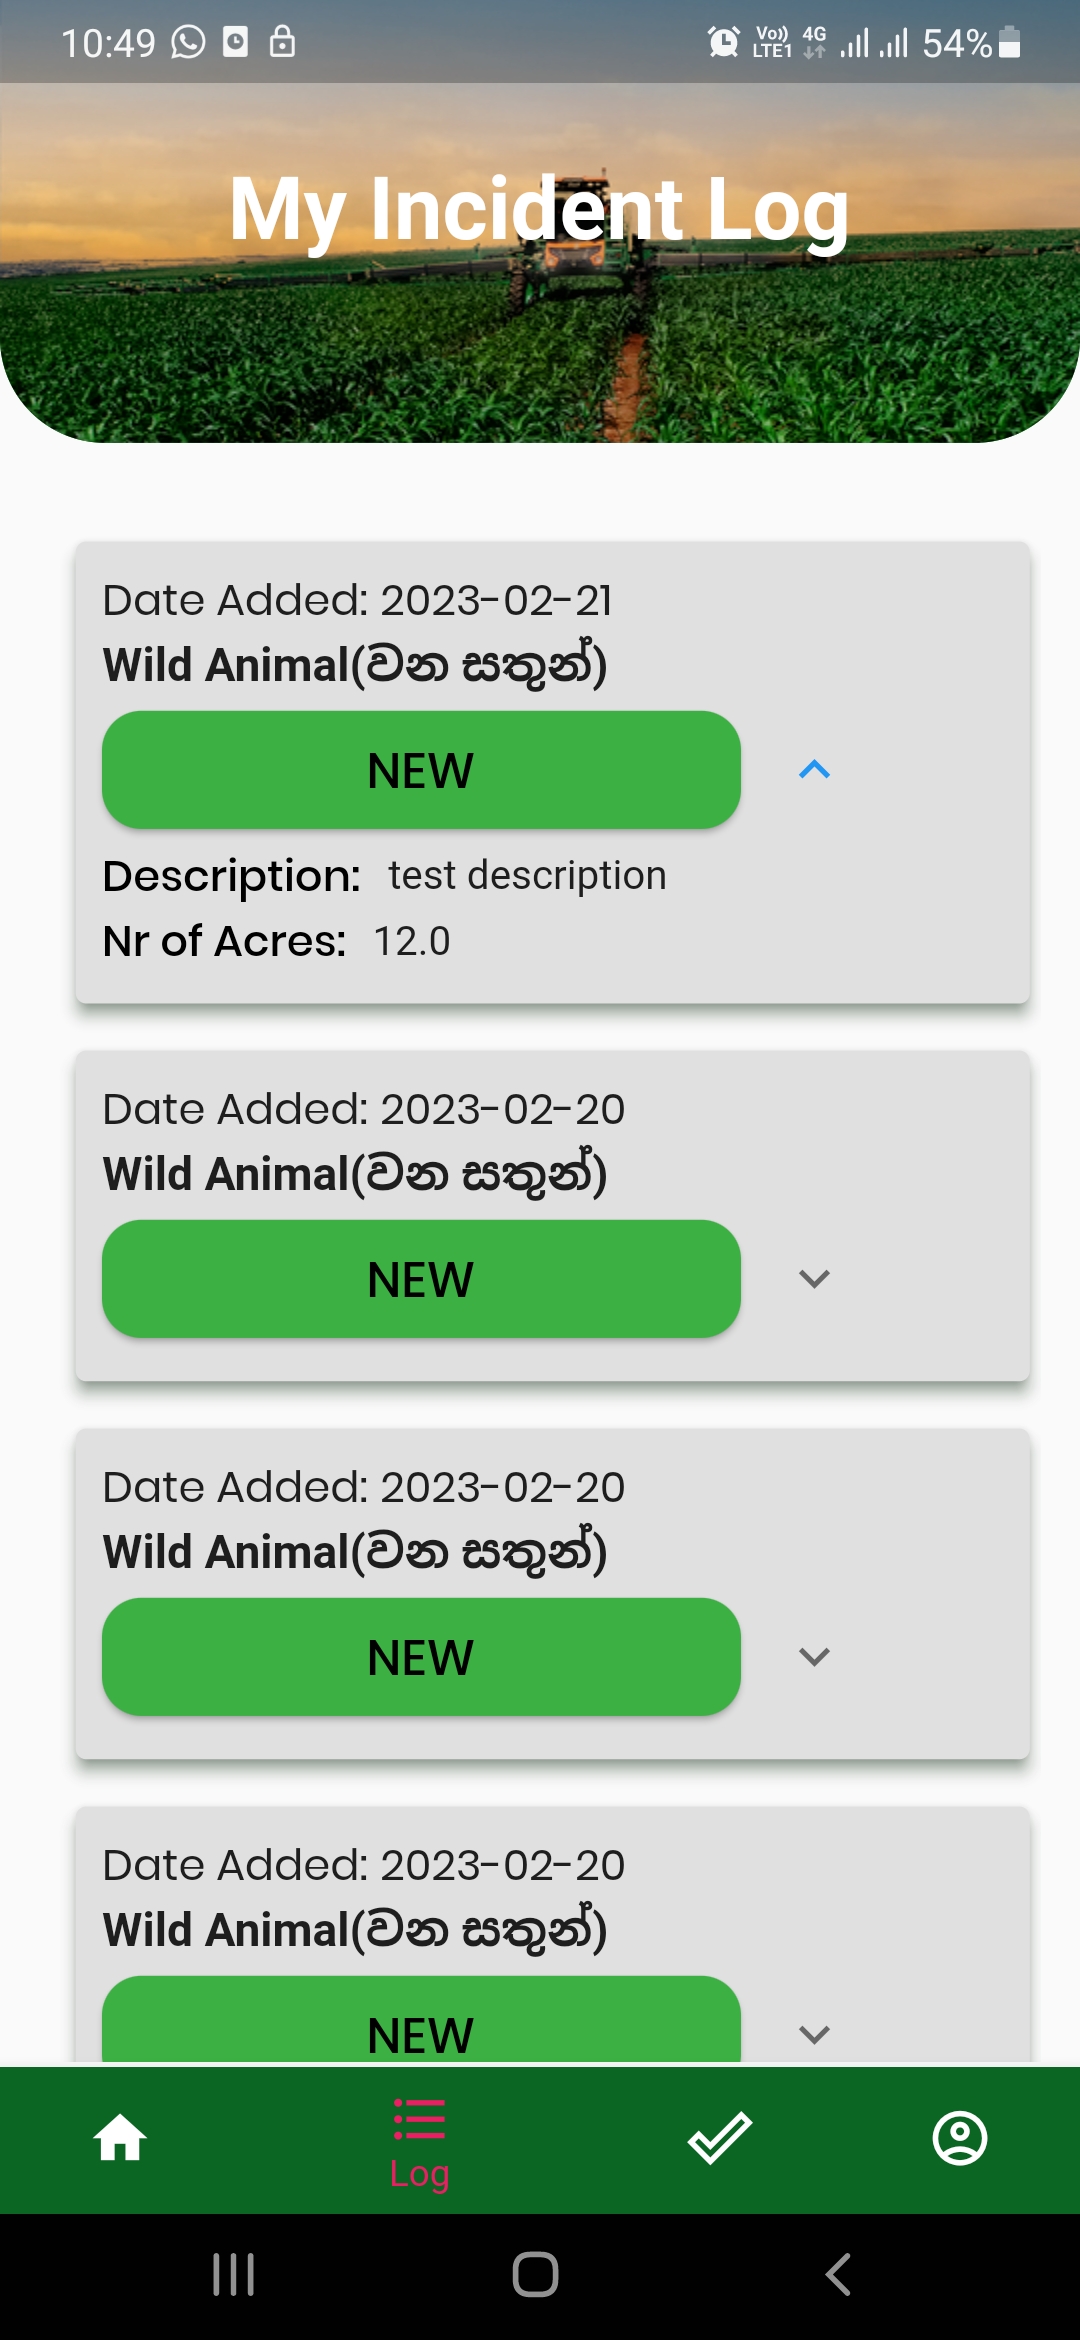 10:49 Vo)) LTE1 4G 54%
My Incident Log
Date Added: 2023-02-21
Wild Animal(වන සතුන්)
NEW
Description: test description
Nr of Acres: 12.0
Date Added: 2023-02-20
Wild Animal(වන සතුන්)
NEW
Date Added: 2023-02-20
Wild Animal(වන සතුන්)
NEW
Date Added: 2023-02-20
Wild Animal(වන සතුන්)
NEW
Log